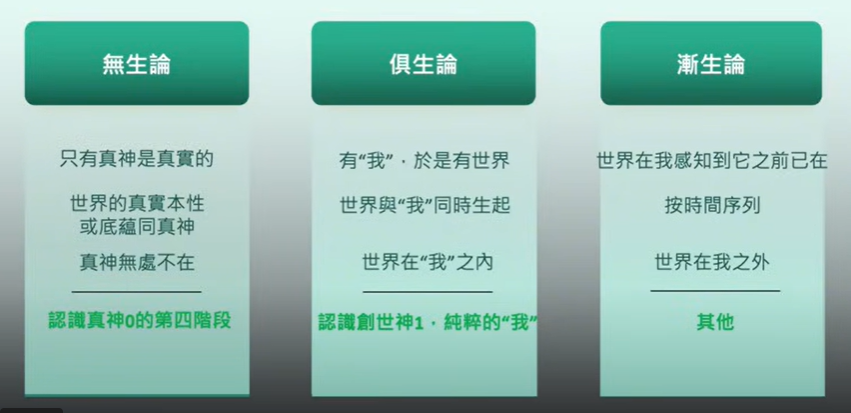 無生論
只有真神是真實的
世界的真實本性
或底蘊同真神
真神無處不在
認識真神0的第四階段
俱生論
有“我”，於是有世界
世界與“我”同時生起
世界在“我”之內
認識創世神1，純粹的“我”
漸生論
世界在我感知到它之前已在
按時間序列
世界在我之外
其他